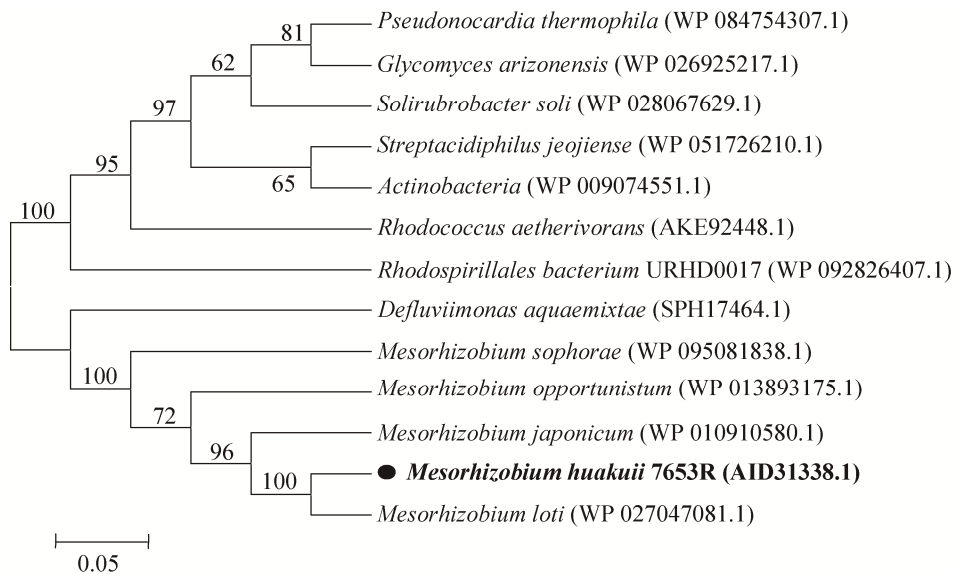 81
Pseudonocardia thermophila (WP 084754307.1)
62
Glycomyces arizonensis (WP 026925217.1)
97
Solirubrobacter soli (WP 028067629.1)
95
Streptacidiphilus jeojiense (WP 051726210.1)
65
Actinobacteria (WP 009074551.1)
100
Rhodococcus aetherivorans (AKE92448.1)
Rhodospirillales bacterium URHD0017 (WP 092826407.1)
Defluviimonas aquaemixtae (SPH17464.1)
100
Mesorhizobium sophorae (WP 095081838.1)
72
Mesorhizobium opportunistum (WP 013893175.1)
96
Mesorhizobium japonicum (WP 010910580.1)
100
Mesorhizobium huakuii 7653R (AID31338.1)
Mesorhizobium loti (WP 027047081.1)
0.05